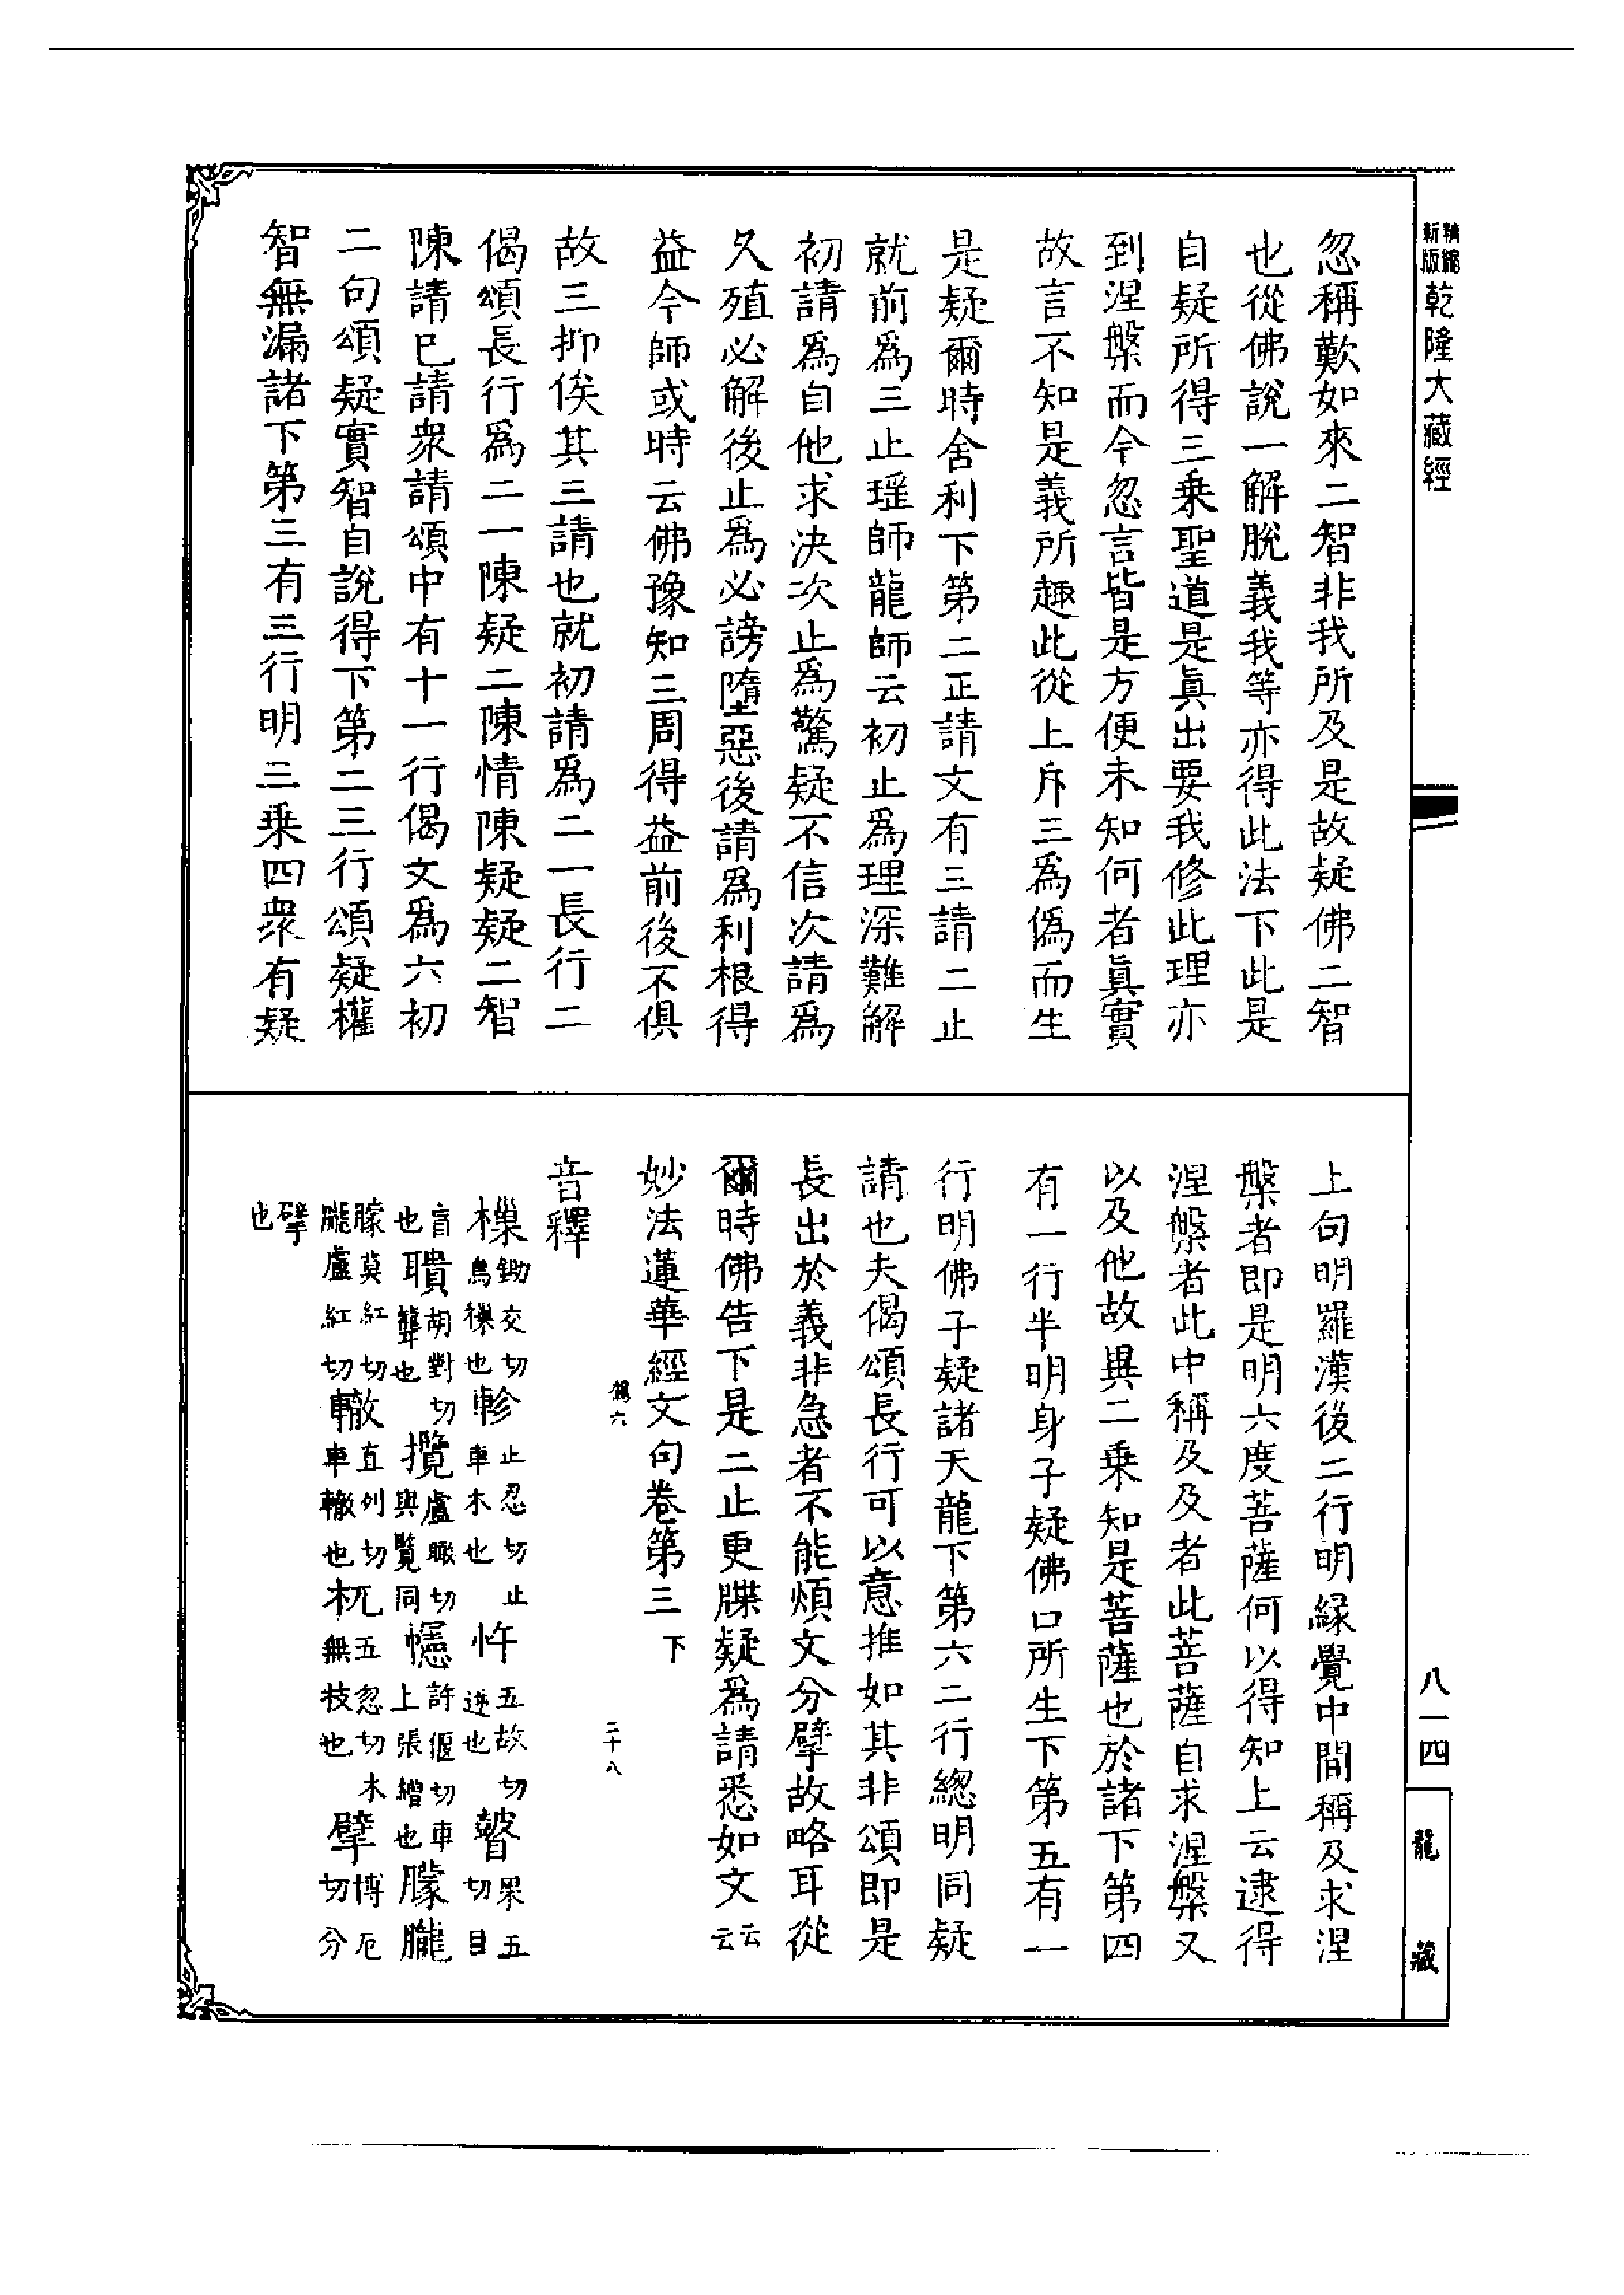 精縮新版乾隆大藏經
忽稱歎如來二智非我所及是故疑佛二智
也從佛說一解脫義我等亦得此法下此是
自疑所得三乗聖道是眞出要我修此理亦
到涅槃而今忽言皆是方便未知何者眞實
故言不知是義所趣此從上斥三爲僞而生
是疑爾時舍利下第二正請文有三請二止
就前爲三止瑤師龍師云初止爲理深難解
初請爲自他求決次止爲驚疑不信次請爲
久殖必解後止爲必謗墮惡後請爲利根得
益今師或時云佛豫知三周得益前後不俱
故三抑俟其三請也就初請爲二一長行二
偈頌長行爲二一陳疑二陳情陳疑疑二智
陳請已請衆請頌中有十一行偈文爲六初
二句頌疑實智自說得下第二三行頌疑權
智無漏諸下第三有三行明三乗四衆有疑
上句明羅漢後二行明緣覺中間稱及求涅
槃者即是明六度菩薩何以得知上云逮得
涅槃者此中稱及及者此菩薩自求涅槃又
以及他故異二乗知是菩薩也於諸下第四
有一行半明身子疑佛口所生下第五有一
行明佛子疑諸天龍下第六二行總明同疑
請也夫偈頌長行可以意推如其非頌即是
長出於義非急者不能煩文分擘故略耳從
爾時佛告下是二止更牒疑爲請悉如文云云
妙法蓮華經文句卷第三下
二十八
音釋
樔鉏交切
軫止忍切車木也 忤五故切逆也 瞽果五切目
盲也 聵胡對切聾也 攬盧瞰切與覽同 幰許偃切車上張繒也 朦朧
朦莫紅切朧盧紅切 轍直列切車轍也 杌五忽切木無枝也 擘博厄切分
擘也
八一四
龍藏